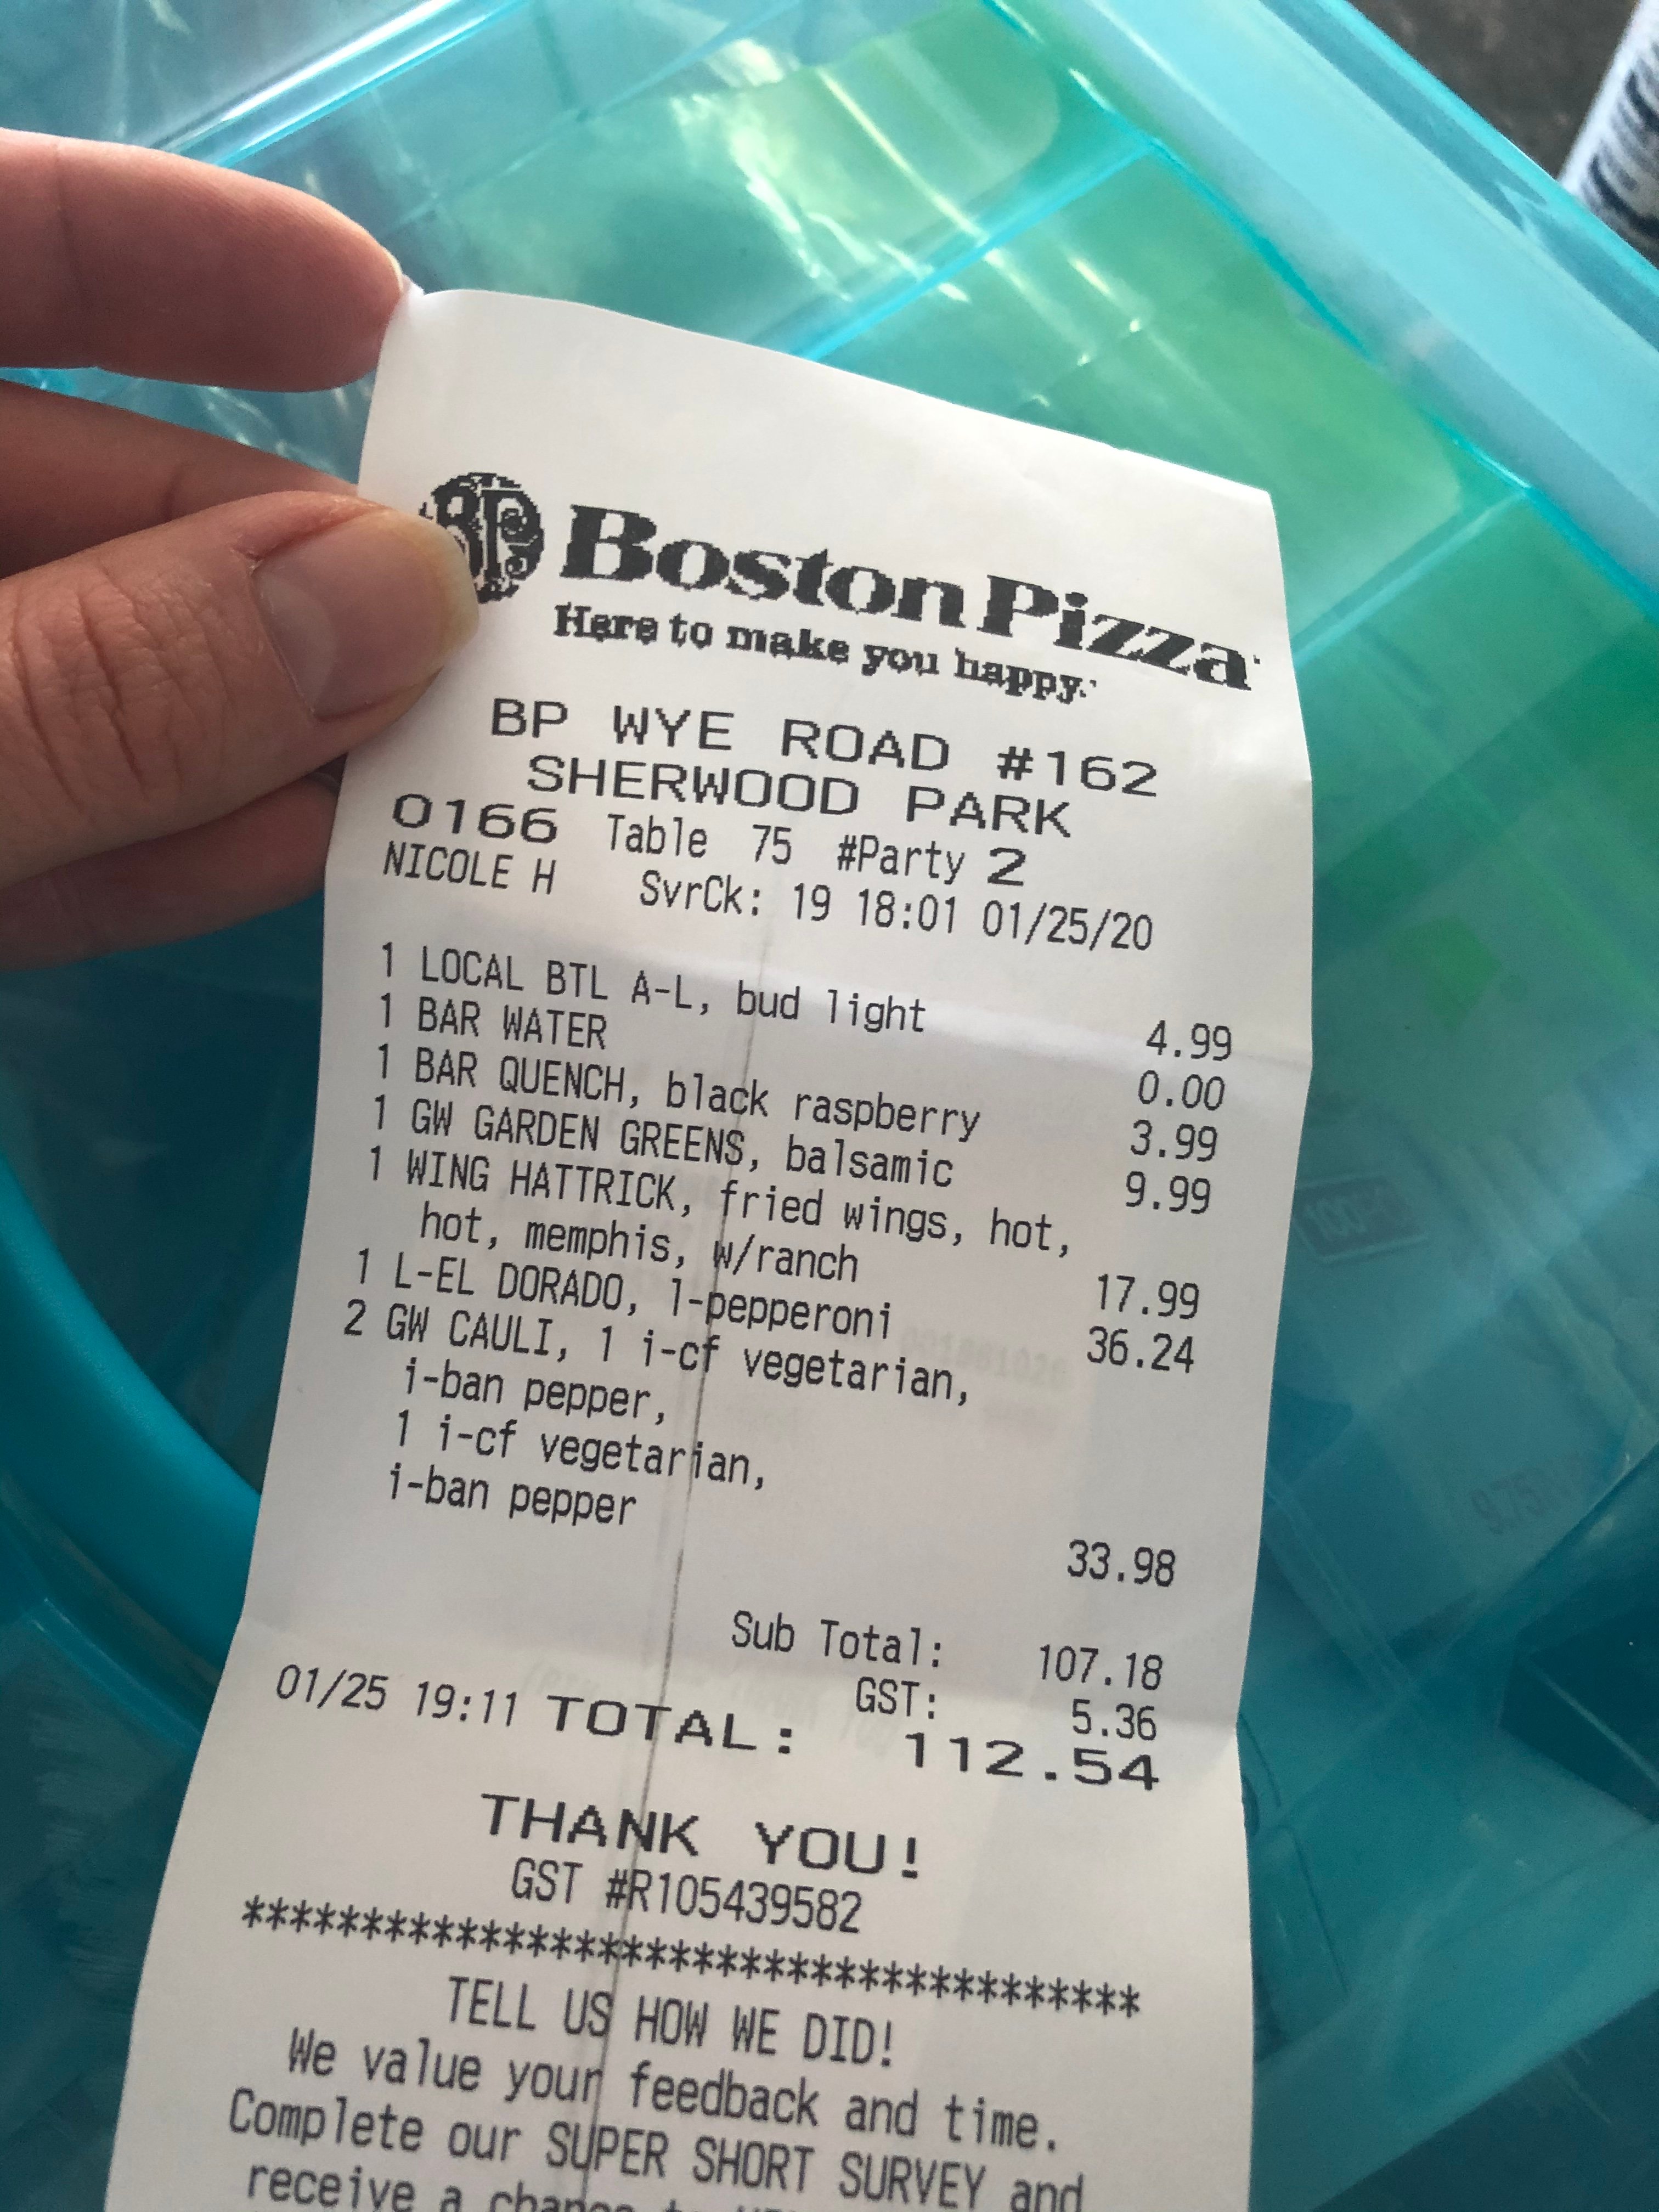 BP Boston Pizza
Here to make you happy.
BP WYE ROAD #162
SHERWOOD PARK
0166 Table 75 #Party 2
NICOLE H SvrCk: 19 18:01 01/25/20
1 LOCAL BTL A-L, bud light 4.99
1 BAR WATER 0.00
1 BAR QUENCH, black raspberry 3.99
1 GW GARDEN GREENS, balsamic 9.99
1 WING HATTRICK, fried wings, hot,
hot, memphis, w/ranch 17.99
1 L-EL DORADO, l-pepperoni 36.24
2 GW CAULI, 1 i-cf vegetarian,
i-ban pepper,
1 i-cf vegetarian,
i-ban pepper
33.98
Sub Total: 107.18
GST: 5.36
01/25 19:11 TOTAL: 112.54
THANK YOU!
GST #R105439582
**************************************
TELL US HOW WE DID!
We value your feedback and time.
Complete our SUPER SHORT SURVEY and
receive a chance to